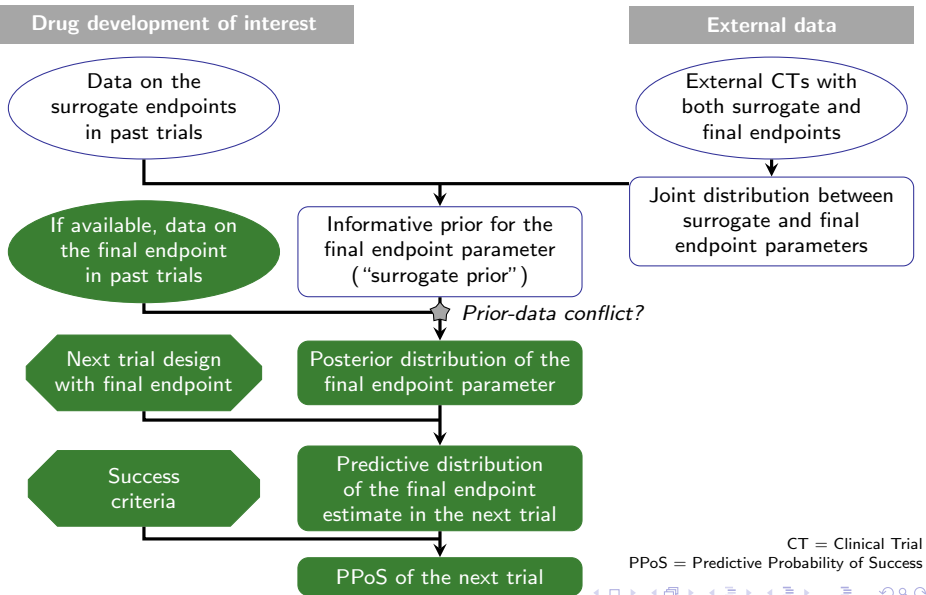 Drug development of interest
External data
Data on the
surrogate endpoints
in past trials
External CTs with
both surrogate and
final endpoints
Joint distribution between
surrogate and final
endpoint parameters
If available, data on
the final endpoint
in past trials
Informative prior for the
final endpoint parameter
(“surrogate prior”)
Prior-data conflict?
Next trial design
with final endpoint
Posterior distribution of the
final endpoint parameter
Success
criteria
Predictive distribution
of the final endpoint
estimate in the next trial
PPoS of the next trial
CT = Clinical Trial
PPoS = Predictive Probability of Success